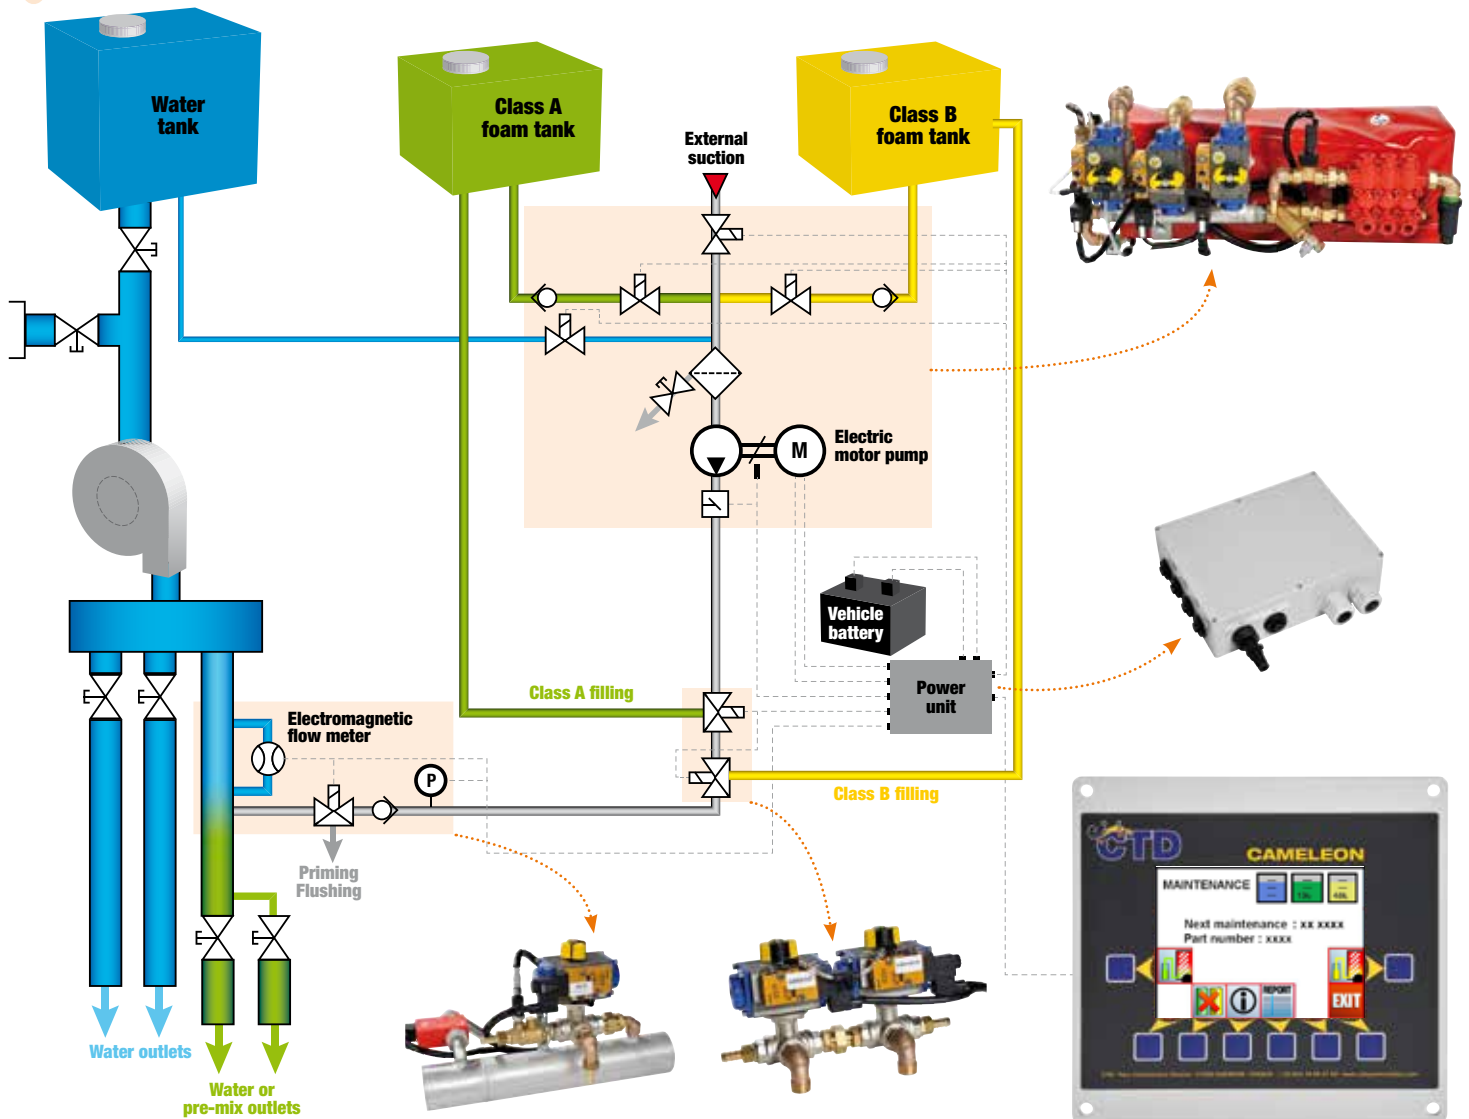 Water
tank
Class A
foam tank
Class B
foam tank
External
suction
Electric
motor pump
M
Vehicle
battery
Power
unit
Class A filling
Electromagnetic
flow meter
P
Class B filling
Priming
Flushing
Water outlets
Water or
pre-mix outlets
CTD
CAMELEON
MAINTENANCE
Next maintenance : xx xxxx
Part number : xxxx
REPORT
EXIT